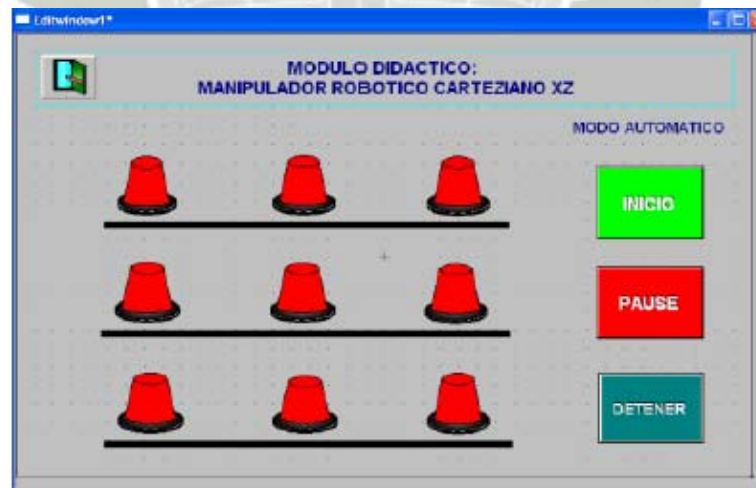 Editwindow1*
MODULO DIDACTICO:
MANIPULADOR ROBOTICO CARTEZIANO XZ
MODO AUTOMATICO
INICIO
PAUSE
DETENER